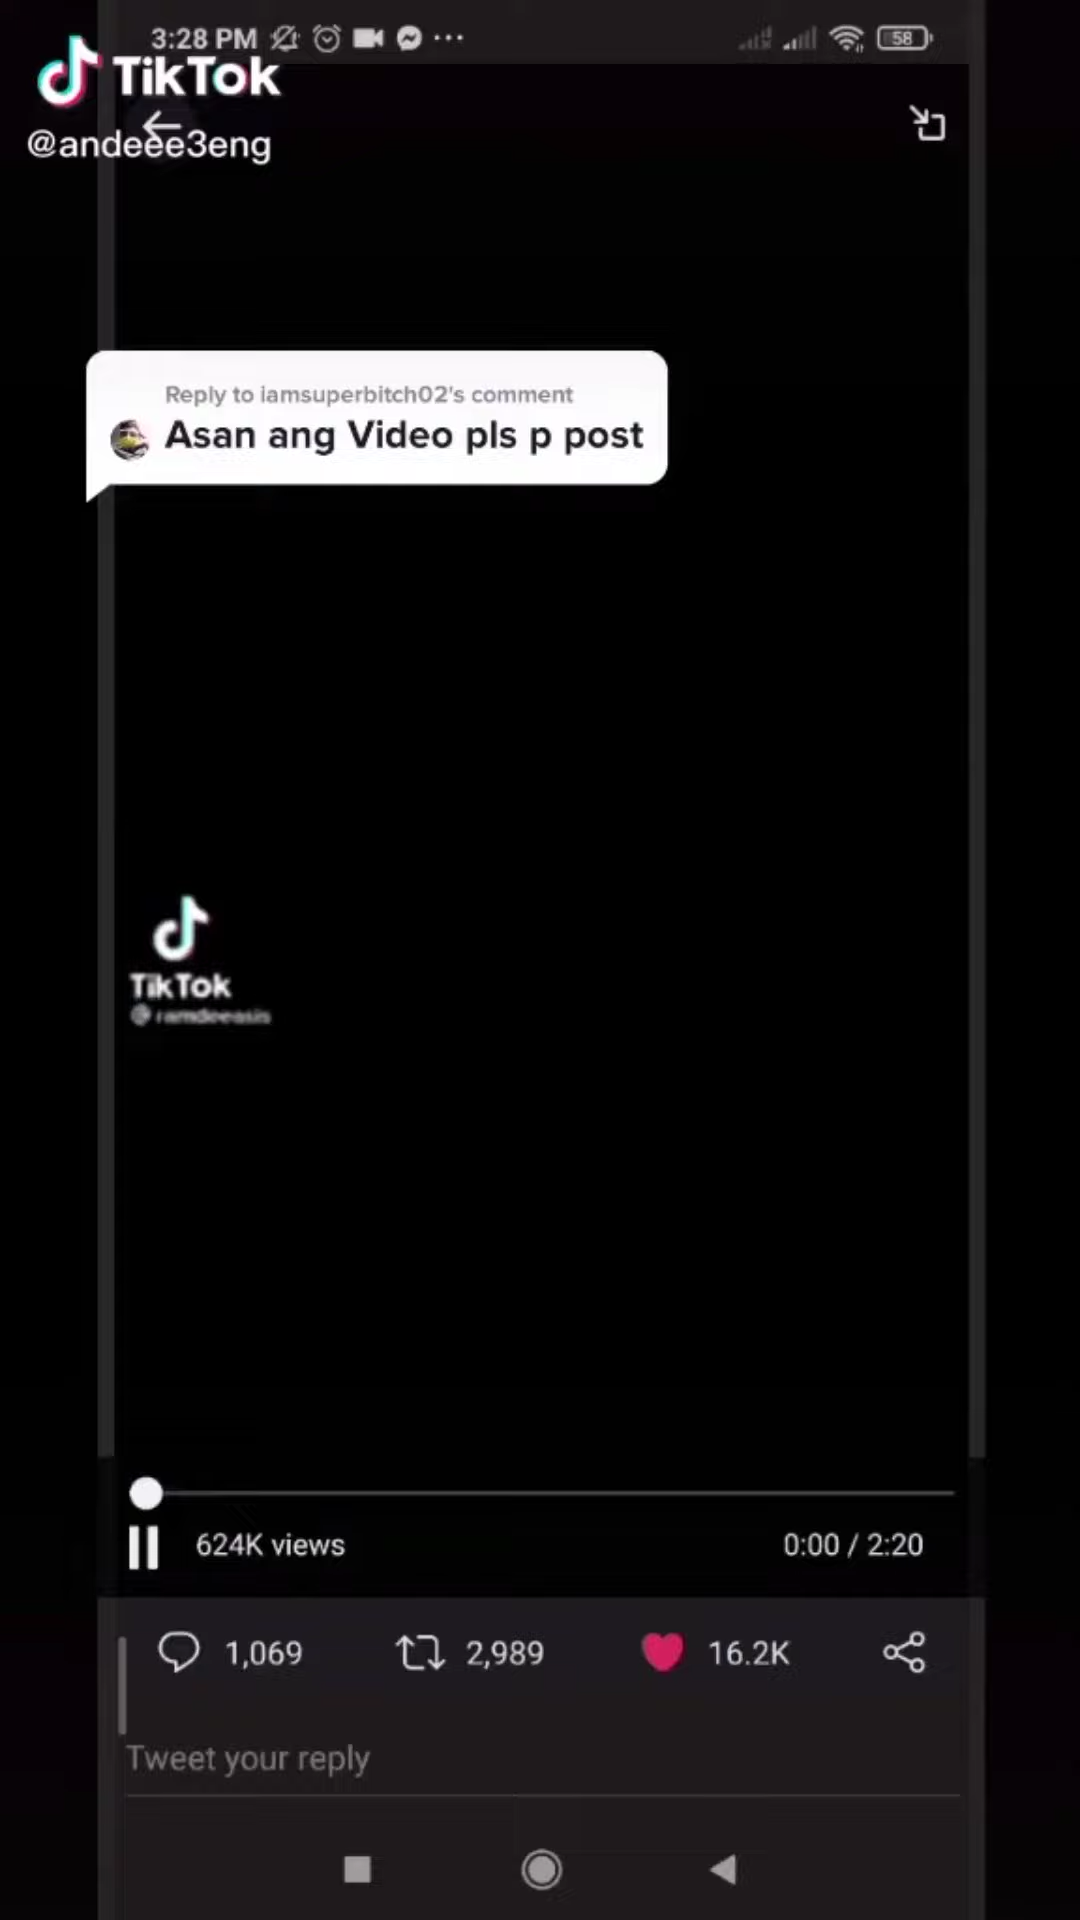 3:28 PM
58
TikTok
@andeee3eng
Reply to iamsuperbitch02's comment
Asan ang Video pls p post
TikTok
@ramdeeasis
624K views
0:00 / 2:20
1,069
2,989
16.2K
Tweet your reply